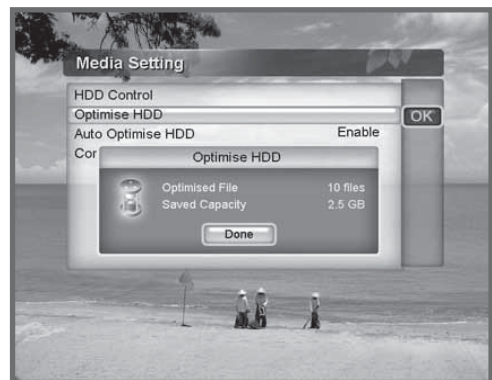 Media Setting
HDD Control
Optimise HDD
OK
Auto Optimise HDD Enable
Cor
Optimise HDD
Optimised File 10 files
Saved Capacity 2.5 GB
Done